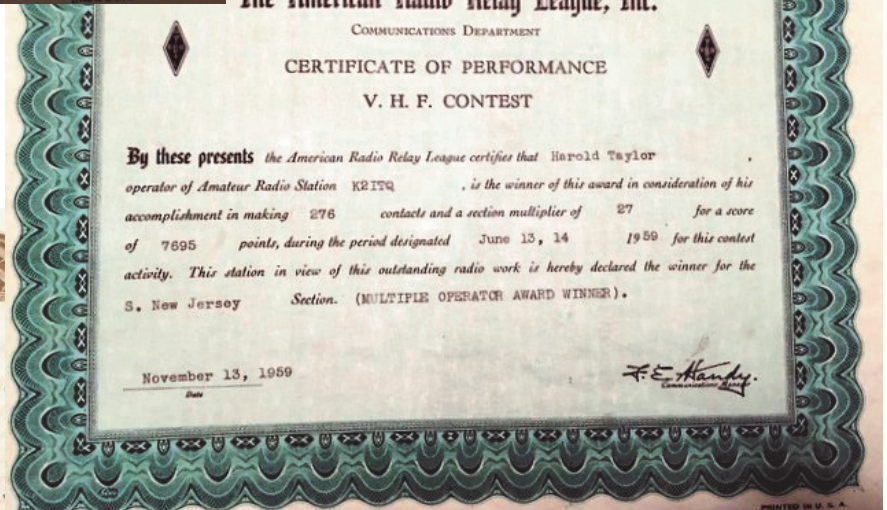 The American Radio Relay League, Inc.
COMMUNICATIONS DEPARTMENT
CERTIFICATE OF PERFORMANCE
V. H. F. CONTEST
By these presents the American Radio Relay League certifies that Harold Taylor ,
operator of Amateur Radio Station K2ITQ , is the winner of this award in consideration of his
accomplishment in making 276 contacts and a section multiplier of 27 for a score
of 7695 points, during the period designated June 13, 14 1959 for this contest
activity. This station in view of this outstanding radio work is hereby declared the winner for the
S. New Jersey Section. (MULTIPLE OPERATOR AWARD WINNER).
November 13, 1959
Date
F. E. Handy.
Communications Manager
PRINTED IN U. S. A.